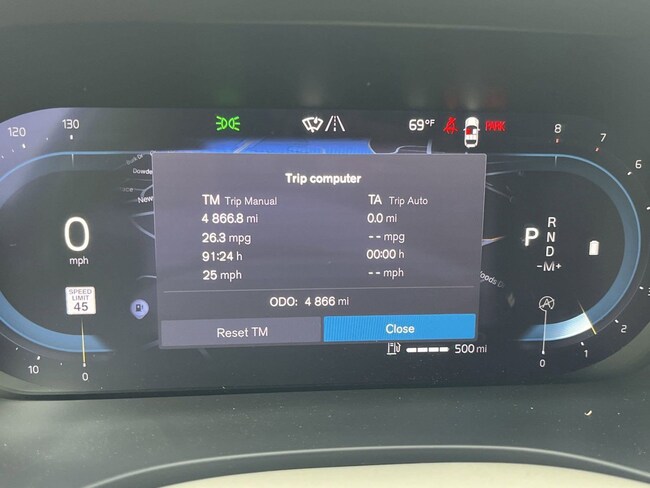 120 130 69°F PARK 8 7 6
Trip computer
TM Trip Manual TA Trip Auto
4 866.8 mi 0.0 mi
26.3 mpg -- mpg
91:24 h 00:00 h
25 mph -- mph
ODO: 4 866 mi
Reset TM Close
0
mph
SPEED
LIMIT
45
P R
N
D
-M+
New
500 mi
10 0 0 1 2